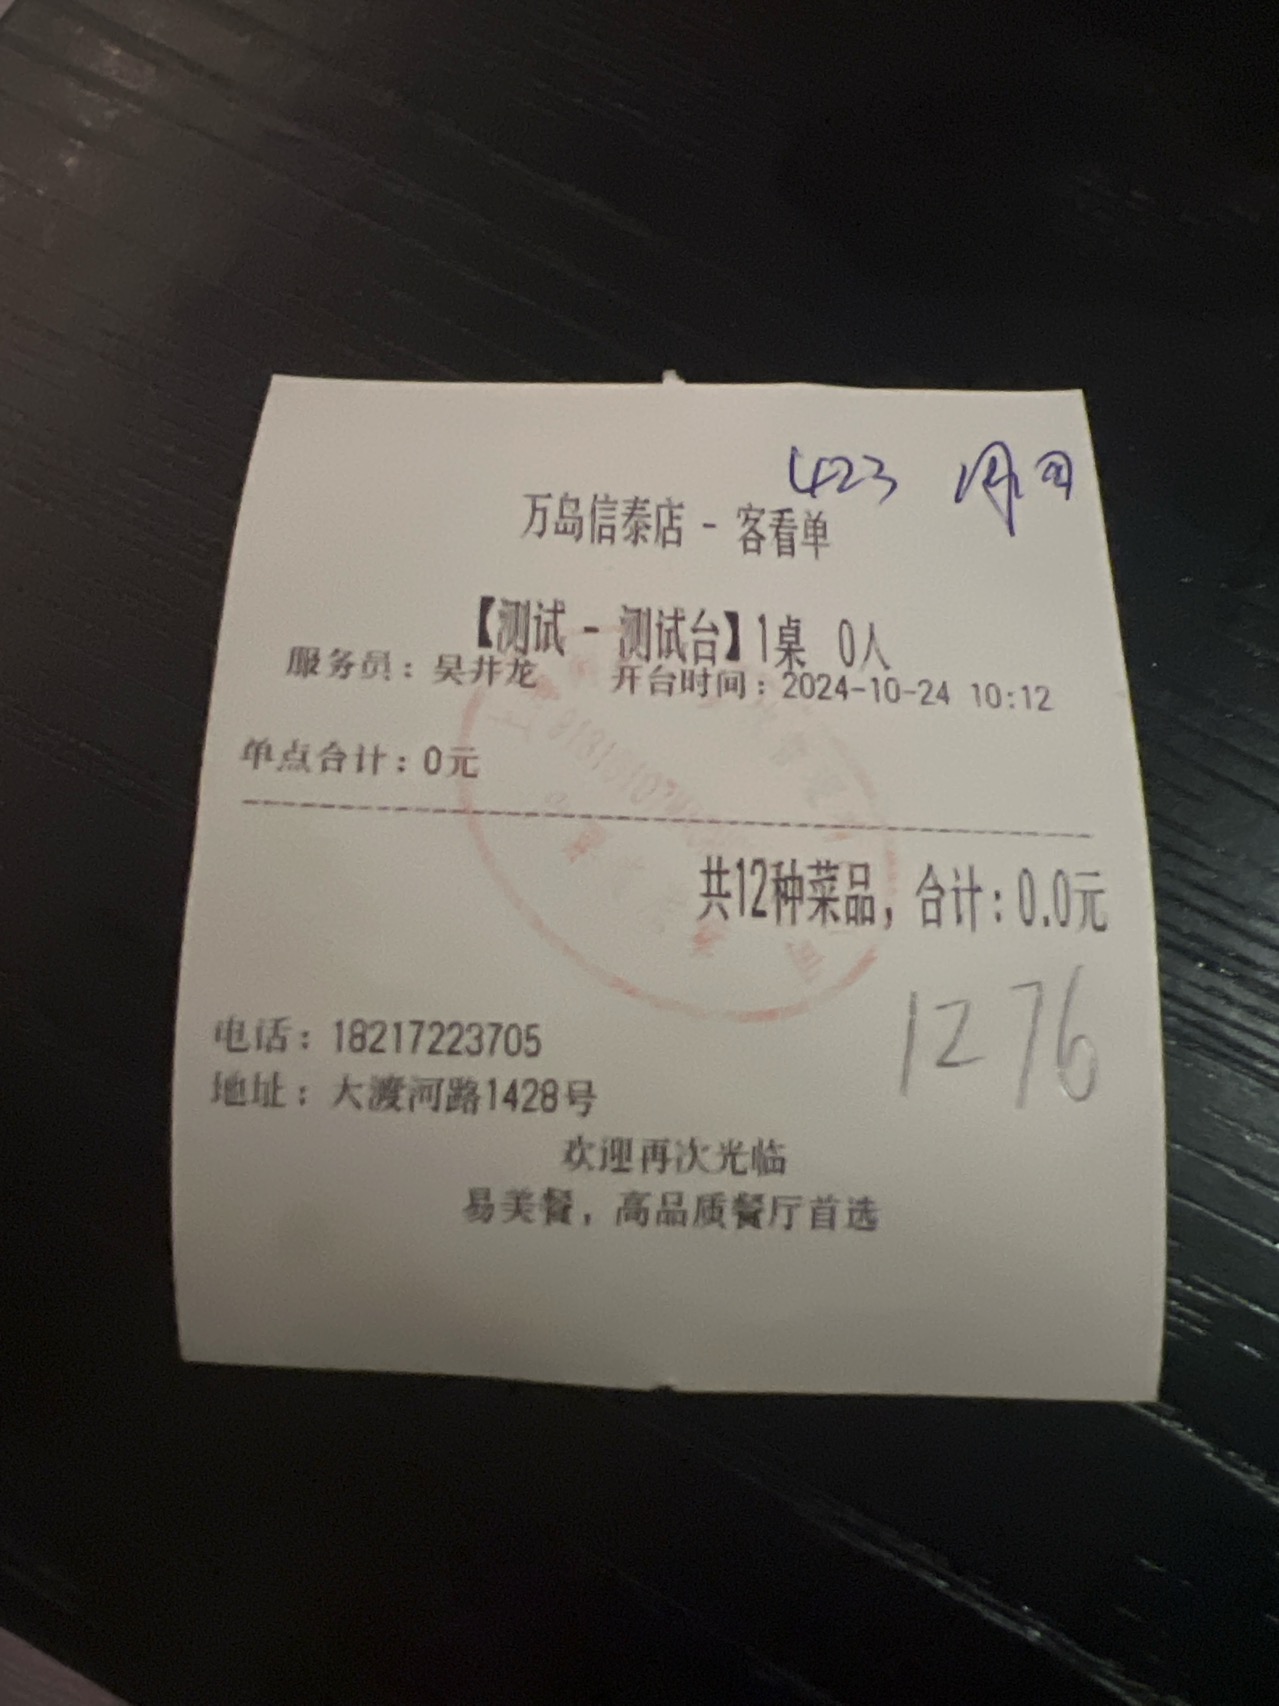 423
万岛信泰店 - 客看单
【测试 - 测试台】1桌 0人
服务员：吴井龙 开台时间：2024-10-24 10:12
单点合计：0元
共12种菜品，合计：0.0元
1276
电话：18217223705
地址：大渡河路1428号
欢迎再次光临
易美餐，高品质餐厅首选